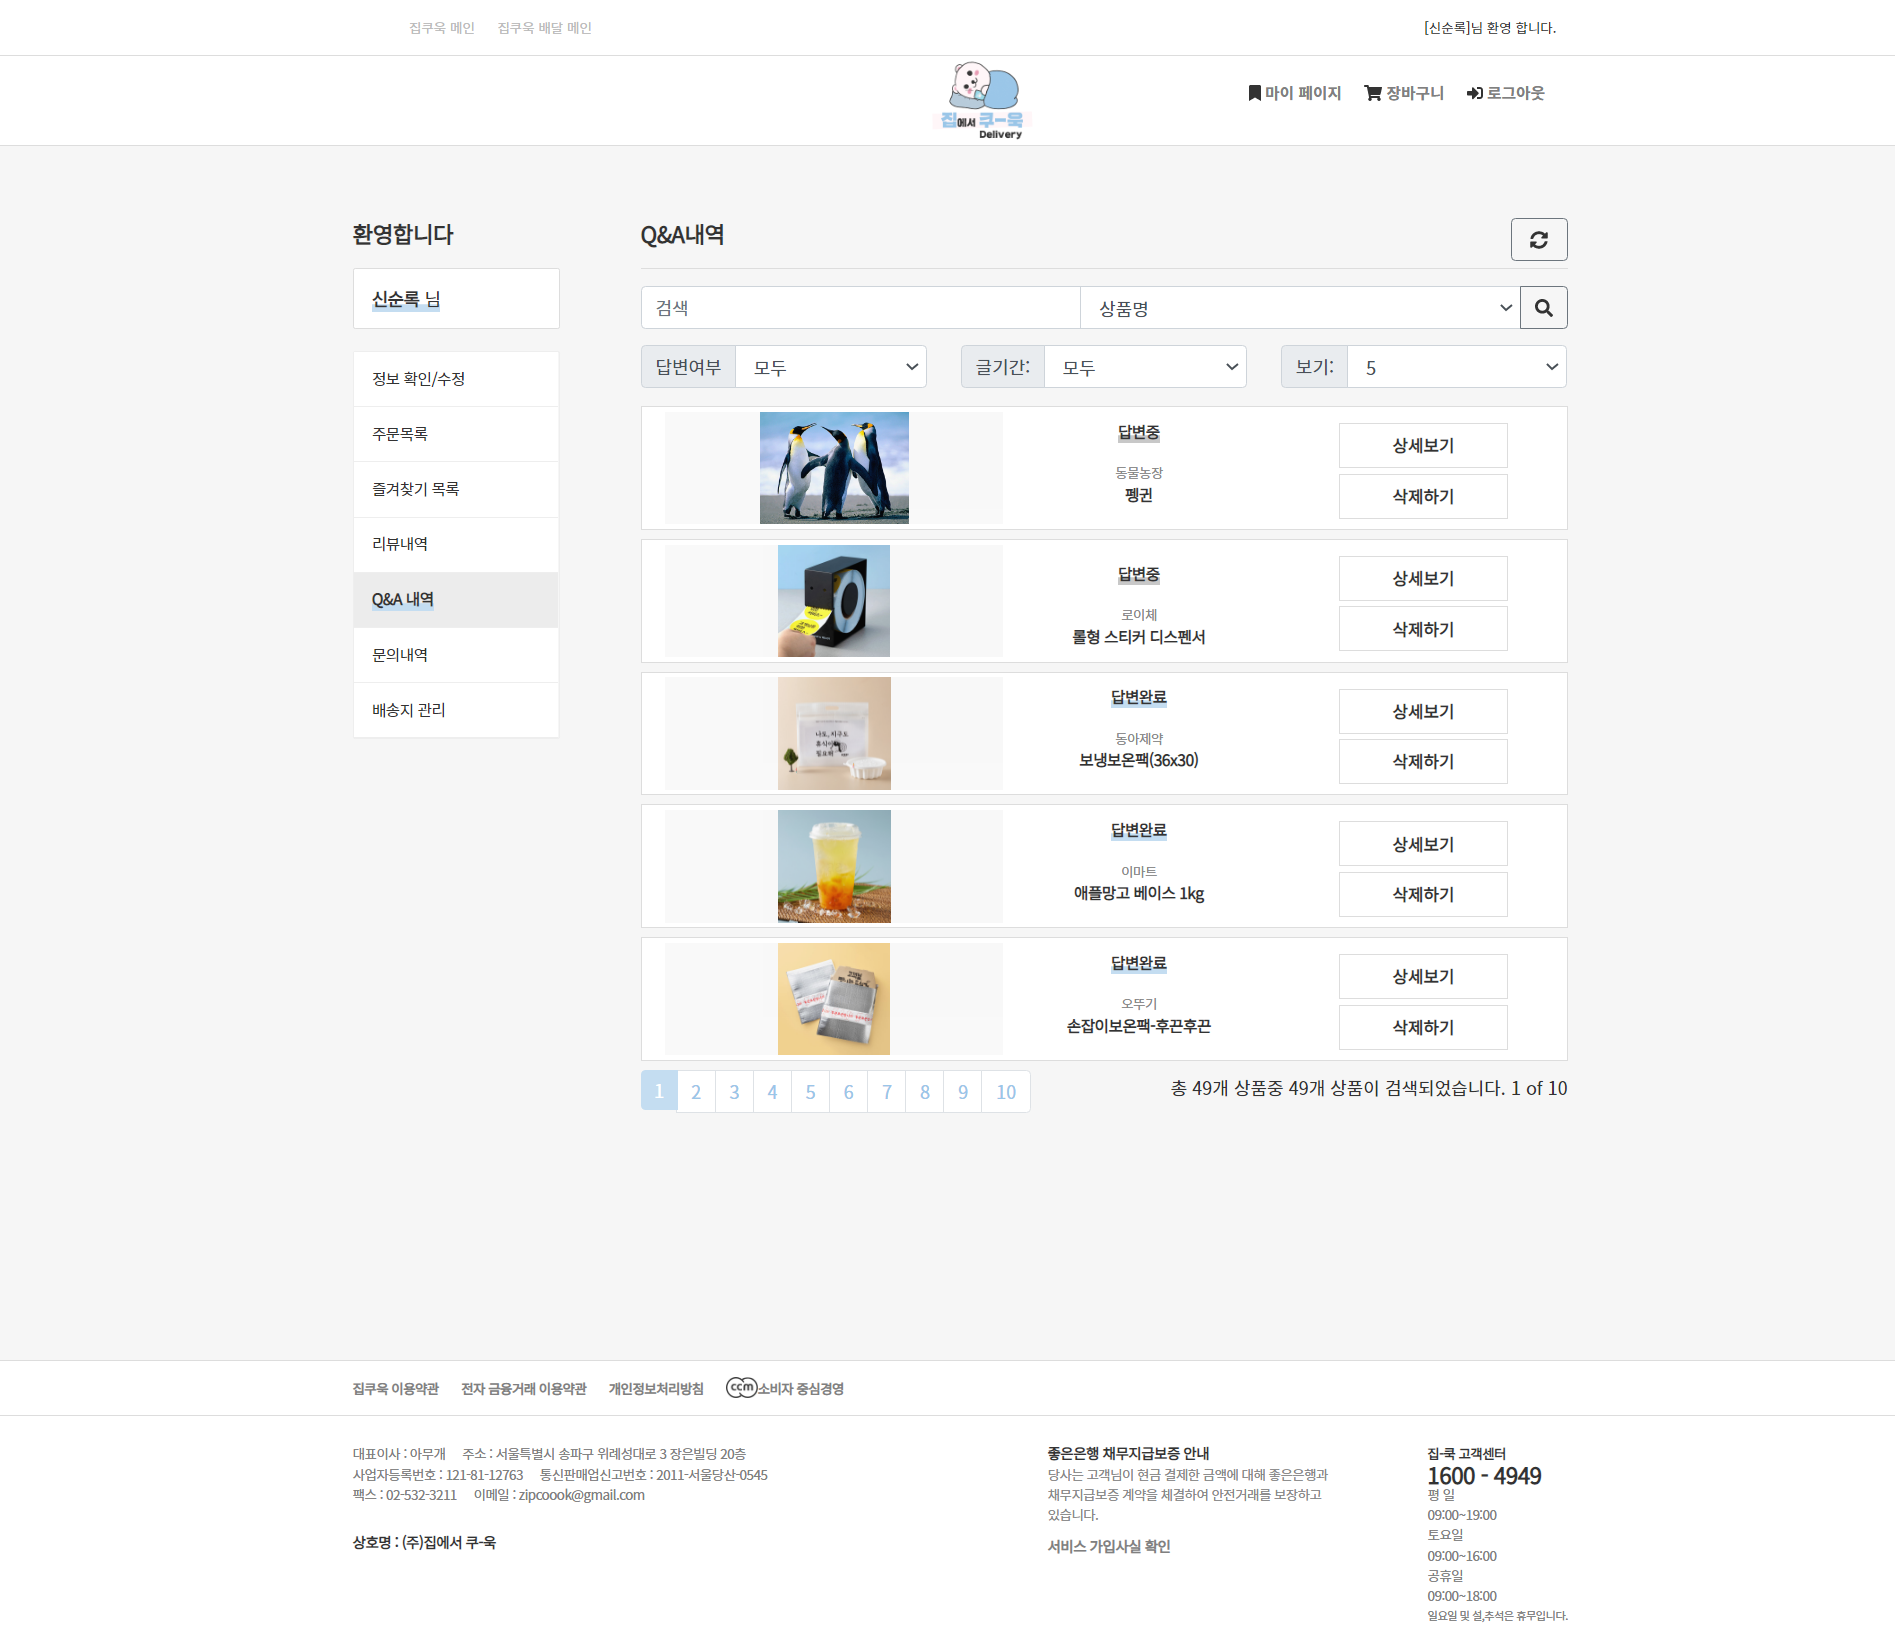 집쿠욱 메인 집쿠욱 배달 메인 [신순록]님 환영 합니다.
집에서 쿠-욱
Delivery
마이 페이지 장바구니 로그아웃
환영합니다
신순록 님
정보 확인/수정
주문목록
즐겨찾기 목록
리뷰내역
Q&A 내역
문의내역
배송지 관리
Q&A내역
검색 상품명
답변여부 모두 글기간: 모두 보기: 5
답변중
동물농장
펭귄
상세보기
삭제하기
답변중
로이체
롤형 스티커 디스펜서
상세보기
삭제하기
나도, 지구도
휴식이
필요해
답변완료
동아제약
보냉보온팩(36x30)
상세보기
삭제하기
답변완료
이마트
애플망고 베이스 1kg
상세보기
삭제하기
답변완료
오뚜기
손잡이보온팩-후끈후끈
상세보기
삭제하기
1 2 3 4 5 6 7 8 9 10
총 49개 상품중 49개 상품이 검색되었습니다. 1 of 10
집쿠욱 이용약관 전자 금융거래 이용약관 개인정보처리방침 ccm 소비자 중심경영
대표이사 : 아무개 주소 : 서울특별시 송파구 위례성대로 3 장은빌딩 20층
사업자등록번호 : 121-81-12763 통신판매업신고번호 : 2011-서울당산-0545
팩스 : 02-532-3211 이메일 : zipcoook@gmail.com
상호명 : (주)집에서 쿠-욱
좋은은행 채무지급보증 안내
당사는 고객님이 현금 결제한 금액에 대해 좋은은행과
채무지급보증 계약을 체결하여 안전거래를 보장하고
있습니다.
서비스 가입사실 확인
집-쿡 고객센터
1600 - 4949
평 일
09:00~19:00
토요일
09:00~16:00
공휴일
09:00~18:00
일요일 및 설,추석은 휴무입니다.